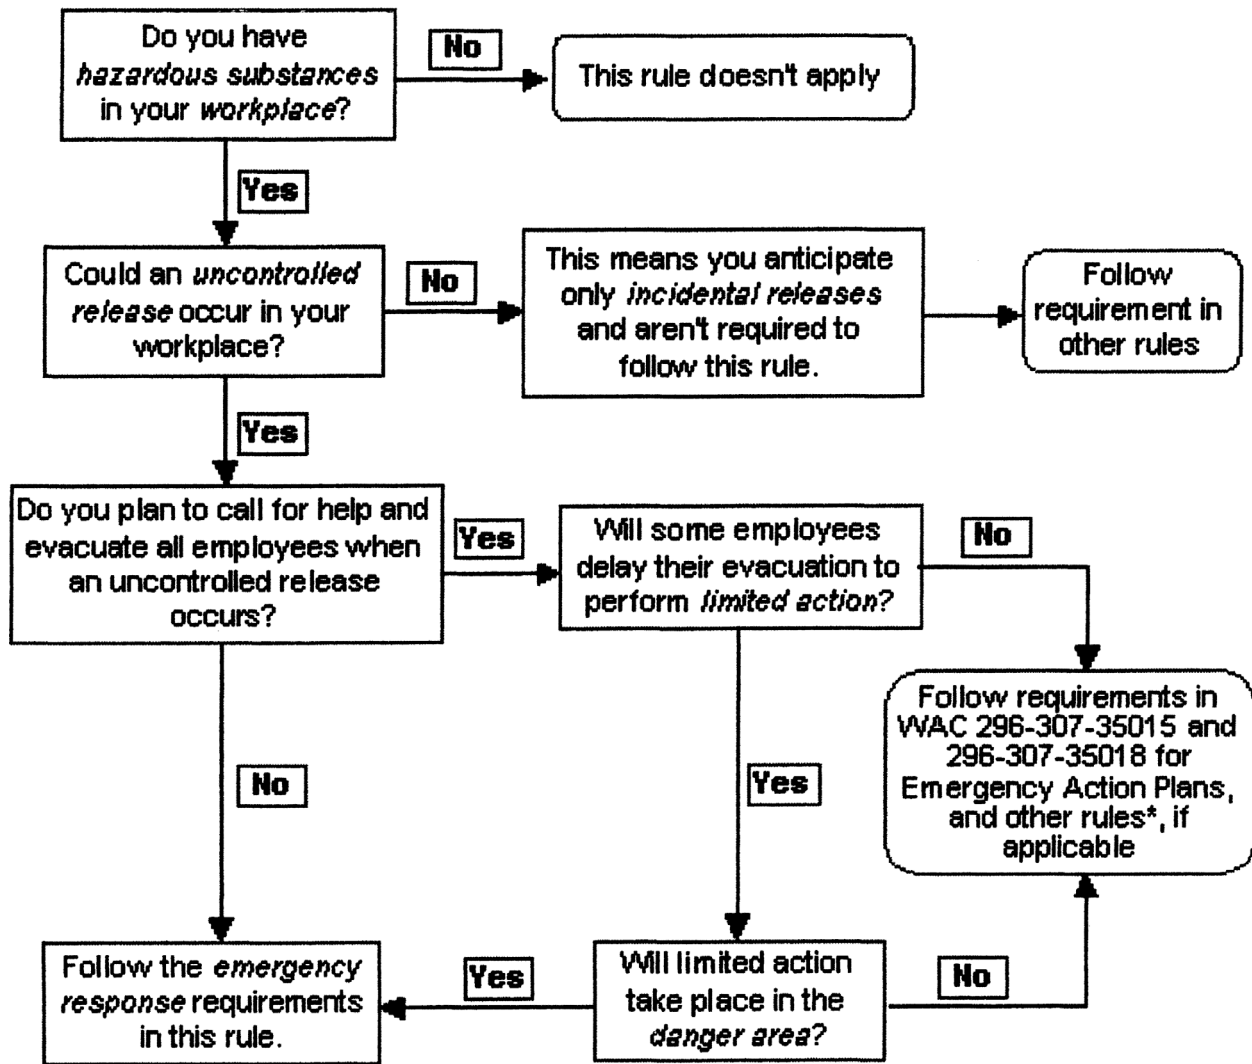 Do you have
hazardous substances
in your workplace?
No
This rule doesn't apply
Yes
Could an uncontrolled
release occur in your
workplace?
No
This means you anticipate
only incidental releases
and aren't required to
follow this rule.
Follow
requirement in
other rules
Yes
Do you plan to call for help and
evacuate all employees when
an uncontrolled release
occurs?
Yes
Will some employees
delay their evacuation to
perform limited action?
No
Follow requirements in
WAC 296-307-35015 and
296-307-35018 for
Emergency Action Plans,
and other rules*, if
applicable
No
Yes
Follow the emergency
response requirements
in this rule.
Yes
Will limited action
take place in the
danger area?
No